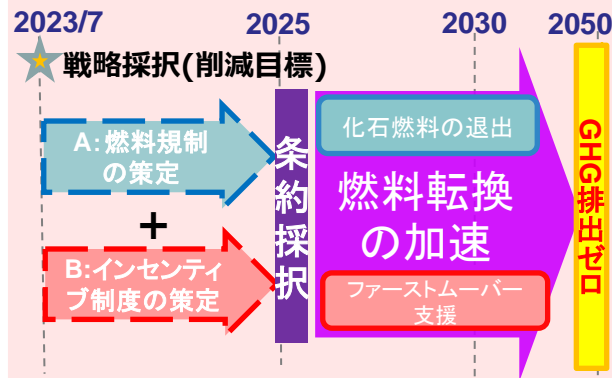 2023/7 2025 2030 2050
戦略採択(削減目標)
A:燃料規制
の策定
+
B:インセンティ
ブ制度の策定
条約採択
化石燃料の退出
燃料転換
の加速
ファーストムーバー
支援
GHG排出ゼロ